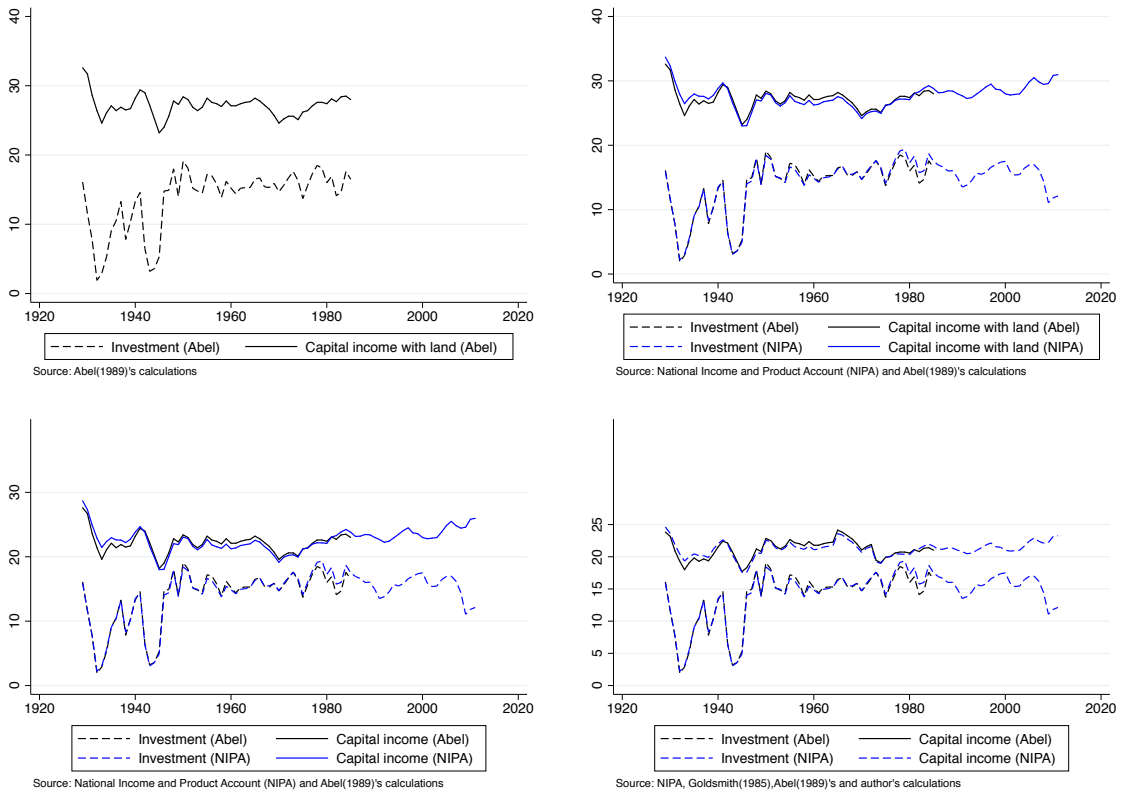 40
30
20
10
0
1920 1940 1960 1980 2000 2020
Investment (Abel) Capital income with land (Abel)
Source: Abel(1989)'s calculations
40
30
20
10
0
1920 1940 1960 1980 2000 2020
Investment (Abel) Capital income with land (Abel)
Investment (NIPA) Capital income with land (NIPA)
Source: National Income and Product Account (NIPA) and Abel(1989)'s calculations
30
20
10
0
1920 1940 1960 1980 2000 2020
Investment (Abel) Capital income (Abel)
Investment (NIPA) Capital income (NIPA)
Source: National Income and Product Account (NIPA) and Abel(1989)'s calculations
25
20
15
10
5
0
1920 1940 1960 1980 2000 2020
Investment (Abel) Capital income (Abel)
Investment (NIPA) Capital income (NIPA)
Source: NIPA, Goldsmith(1985),Abel(1989)'s and author's calculations